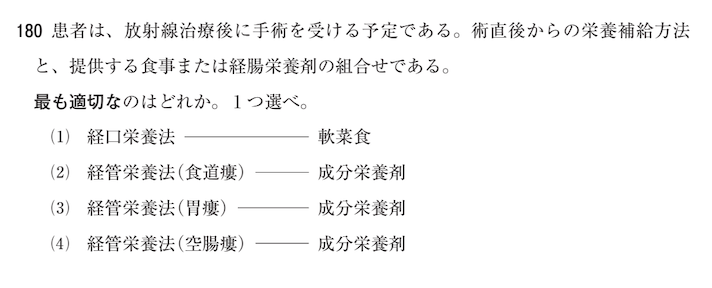 180 患者は、放射線治療後に手術を受ける予定である。術直後からの栄養補給方法
と、提供する食事または経腸栄養剤の組合せである。
最も適切なのはどれか。1つ選べ。
(1) 経口栄養法 ――――― 軟菜食
(2) 経管栄養法(食道瘻) ――― 成分栄養剤
(3) 経管栄養法(胃瘻) ――― 成分栄養剤
(4) 経管栄養法(空腸瘻) ――― 成分栄養剤